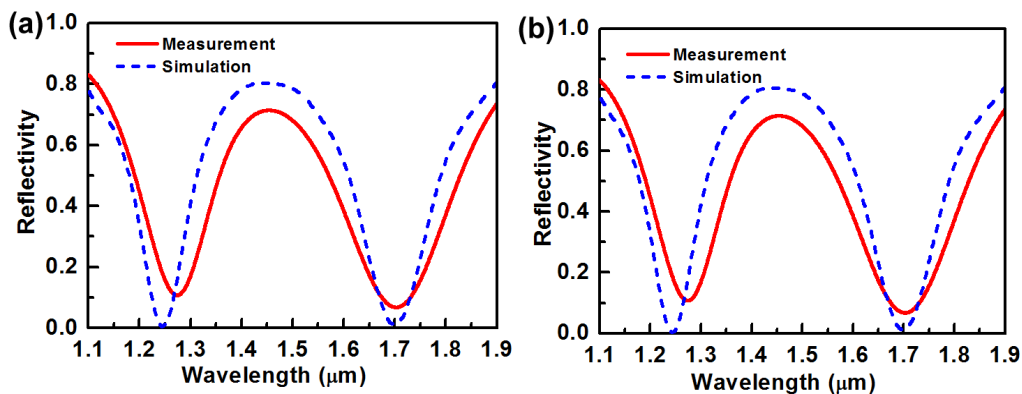 (a)
Measurement
Simulation
Reflectivity
1.0
0.8
0.6
0.4
0.2
0.0
1.1 1.2 1.3 1.4 1.5 1.6 1.7 1.8 1.9
Wavelength (μm)
(b)
Measurement
Simulation
Reflectivity
1.0
0.8
0.6
0.4
0.2
0.0
1.1 1.2 1.3 1.4 1.5 1.6 1.7 1.8 1.9
Wavelength (μm)